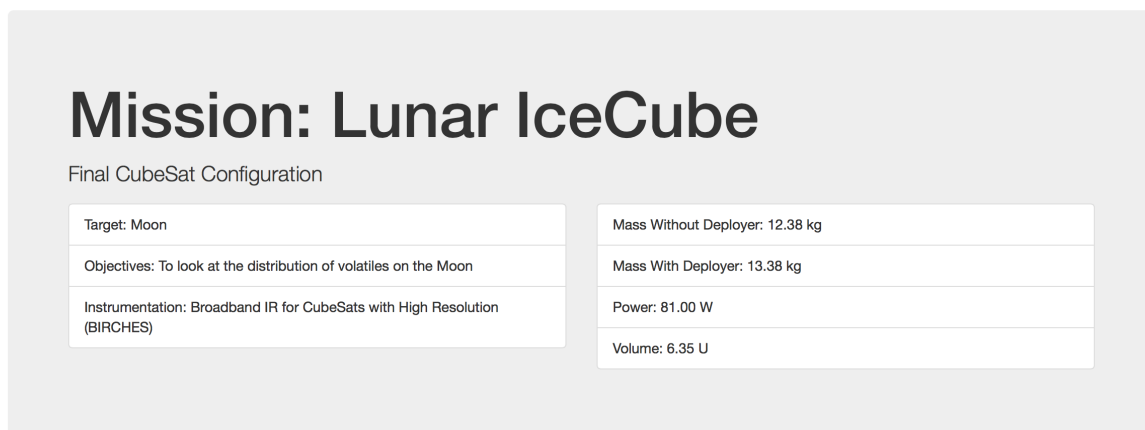 Mission: Lunar IceCube
Final CubeSat Configuration
Target: Moon
Objectives: To look at the distribution of volatiles on the Moon
Instrumentation: Broadband IR for CubeSats with High Resolution
(BIRCHES)
Mass Without Deployer: 12.38 kg
Mass With Deployer: 13.38 kg
Power: 81.00 W
Volume: 6.35 U